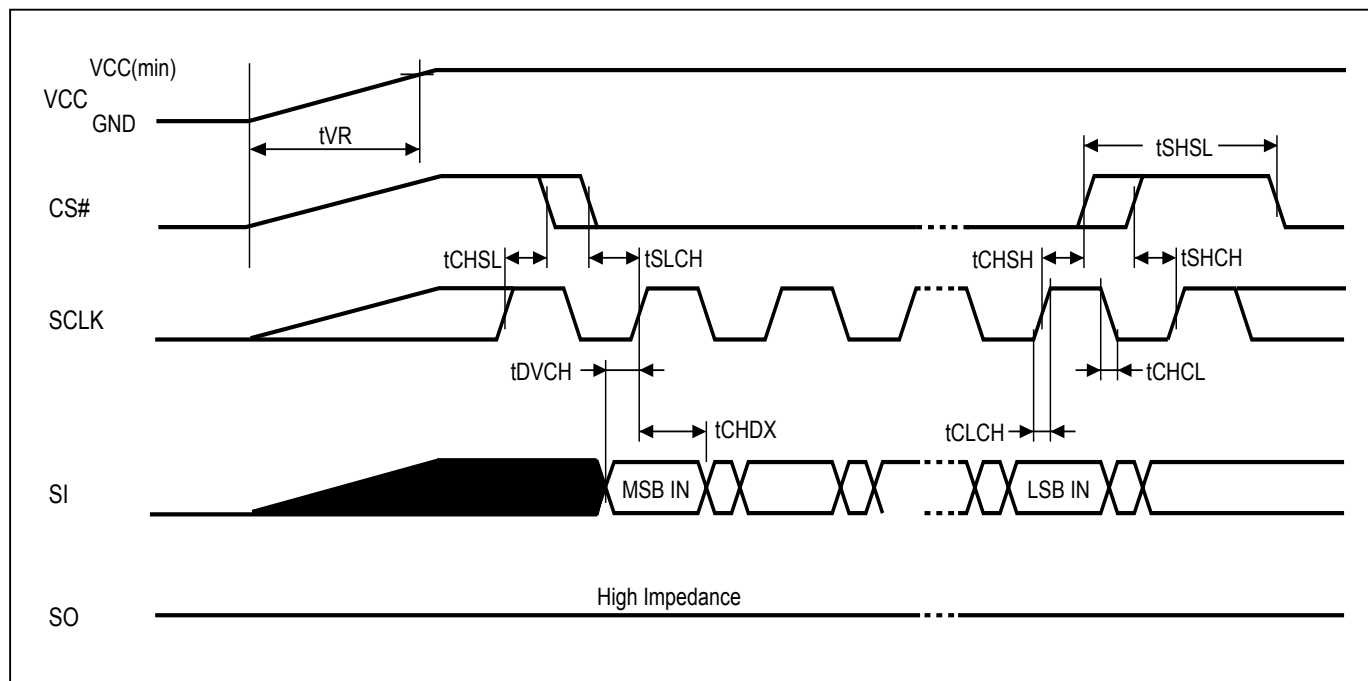 VCC(min)
VCC
GND
tVR
tSHSL
CS#
tCHSL
tSLCH
tCHSH
tSHCH
SCLK
tDVCH
tCHCL
tCHDX
tCLCH
SI
MSB IN
LSB IN
High Impedance
SO